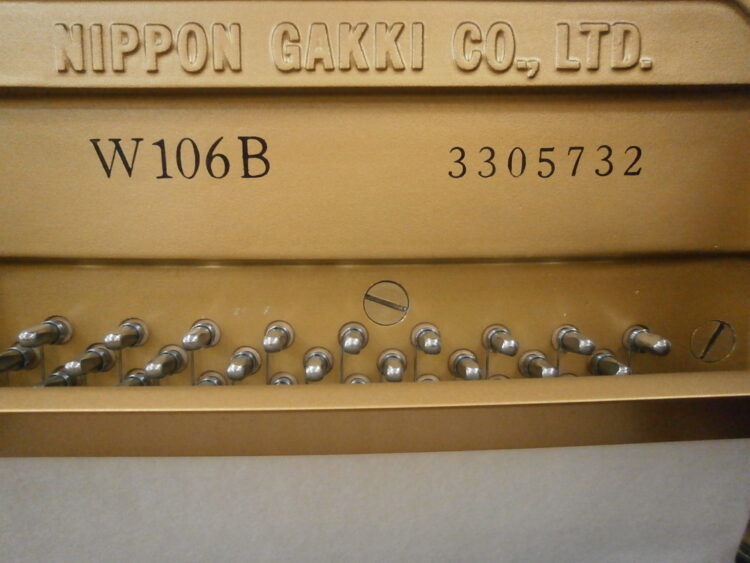 NIPPON GAKKI CO., LTD.
W106B 3305732